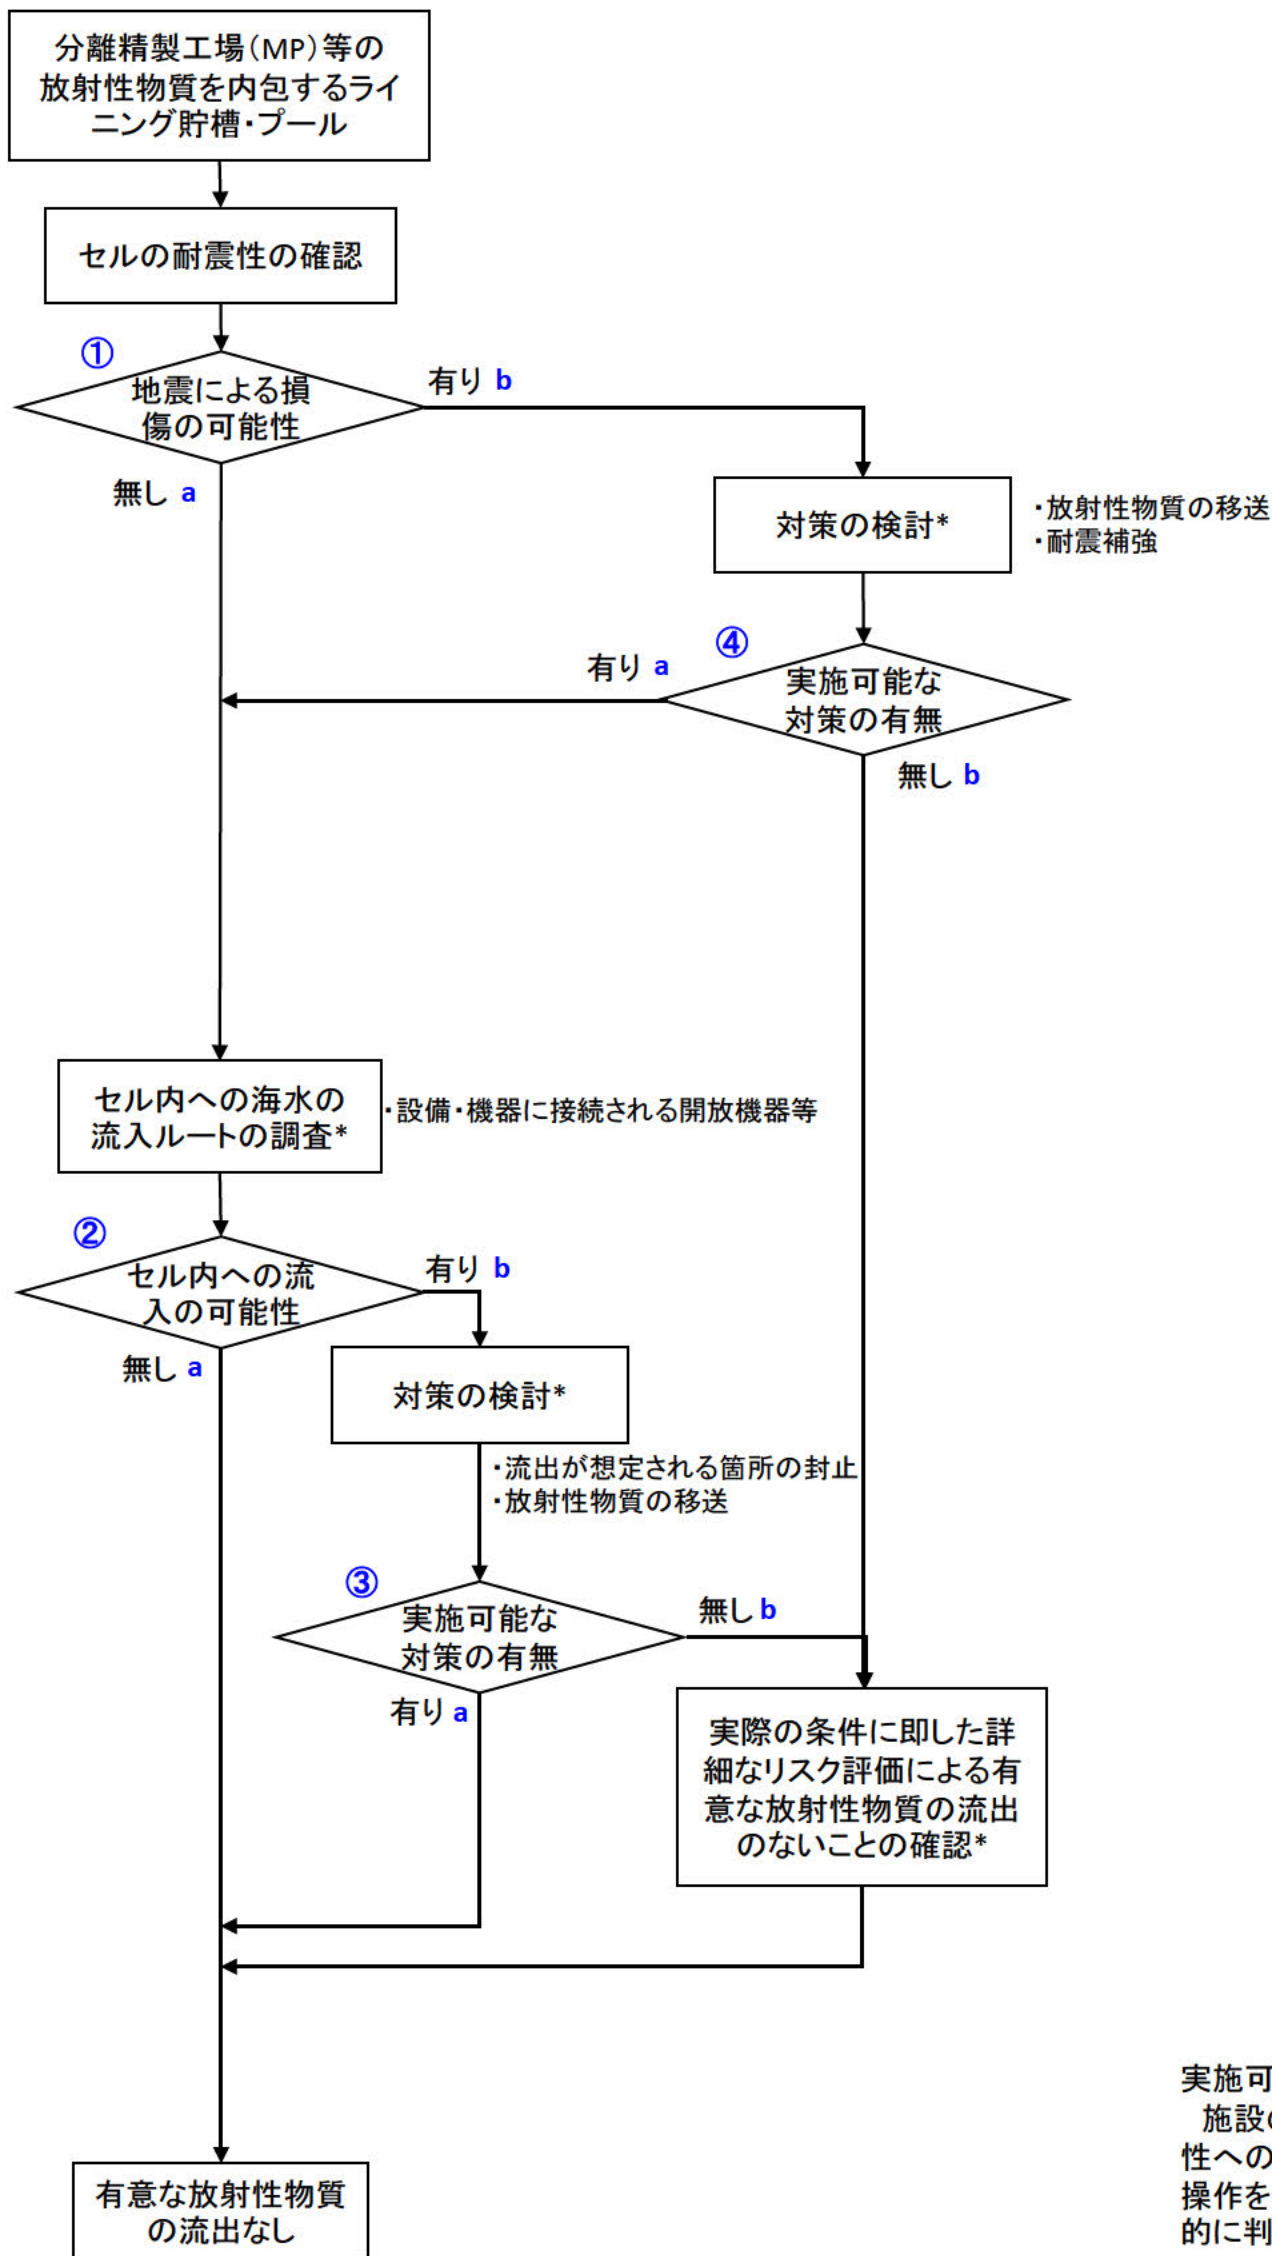 分離精製工場（MP）等の
放射性物質を内包するライ
ニング貯槽・プール
セルの耐震性の確認
①
地震による損
傷の可能性
有り b
無し a
対策の検討*
・放射性物質の移送
・耐震補強
④
実施可能な
対策の有無
有り a
無し b
セル内への海水の
流入ルートの調査*
・設備・機器に接続される開放機器等
②
セル内への流
入の可能性
有り b
無し a
対策の検討*
・流出が想定される箇所の封止
・放射性物質の移送
③
実施可能な
対策の有無
無し b
有り a
実際の条件に即した詳
細なリスク評価による有
意な放射性物質の流出
のないことの確認*
有意な放射性物質
の流出なし
実施可
施設
性への
操作を
的に判